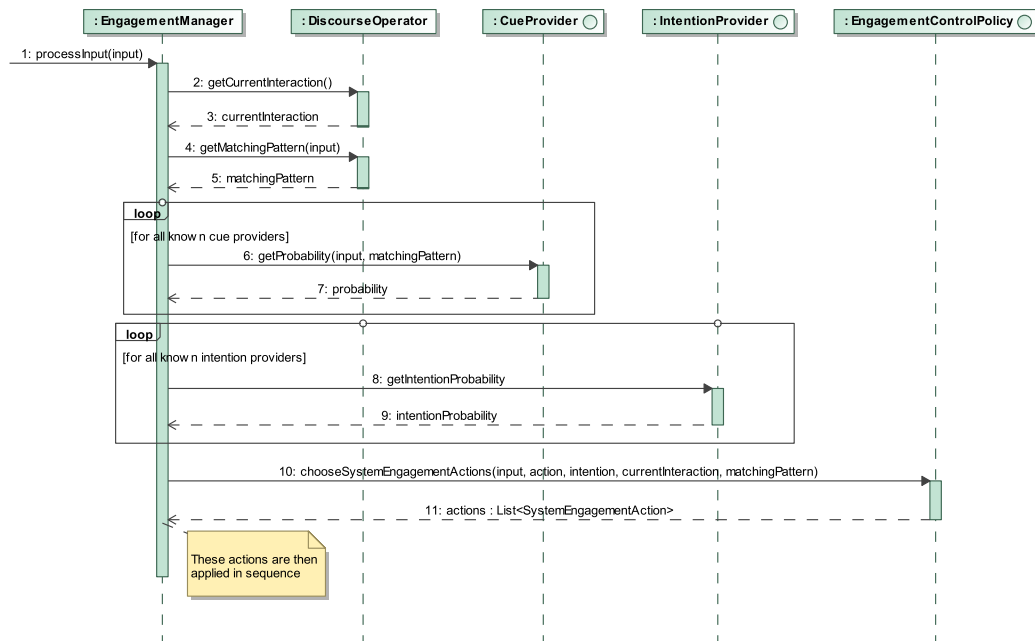 : EngagementManager
: DiscourseOperator
: CueProvider
: IntentionProvider
: EngagementControlPolicy
1: processInput(input)
2: getCurrentInteraction()
3: currentInteraction
4: getMatchingPattern(input)
5: matchingPattern
loop
[for all known cue providers]
6: getProbability(input, matchingPattern)
7: probability
loop
[for all known intention providers]
8: getIntentionProbability
9: intentionProbability
10: chooseSystemEngagementActions(input, action, intention, currentInteraction, matchingPattern)
11: actions : List<SystemEngagementAction>
These actions are then
applied in sequence